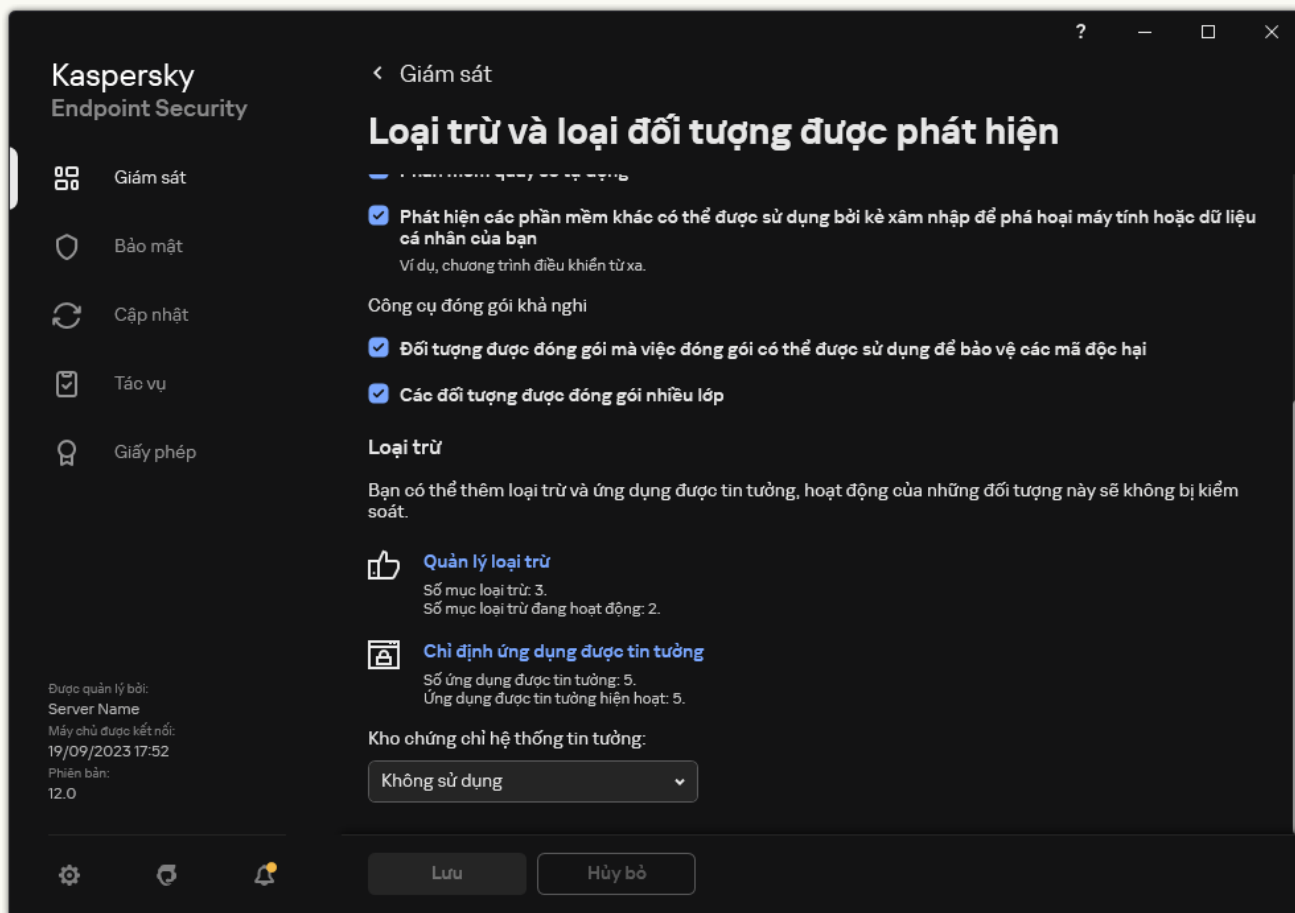 ?
Kaspersky
Endpoint Security
Giám sát
Bảo mật
Cập nhật
Tác vụ
Giấy phép
Được quản lý bởi:
Server Name
Máy chủ được kết nối:
19/09/2023 17:52
Phiên bản:
12.0
Giám sát
Loại trừ và loại đối tượng được phát hiện
Phần mềm quay số tự động
Phát hiện các phần mềm khác có thể được sử dụng bởi kẻ xâm nhập để phá hoại máy tính hoặc dữ liệu
cá nhân của bạn
Ví dụ, chương trình điều khiển từ xa.
Công cụ đóng gói khả nghi
Đối tượng được đóng gói mà việc đóng gói có thể được sử dụng để bảo vệ các mã độc hại
Các đối tượng được đóng gói nhiều lớp
Loại trừ
Bạn có thể thêm loại trừ và ứng dụng được tin tưởng, hoạt động của những đối tượng này sẽ không bị kiểm
soát.
Quản lý loại trừ
Số mục loại trừ: 3.
Số mục loại trừ đang hoạt động: 2.
Chỉ định ứng dụng được tin tưởng
Số ứng dụng được tin tưởng: 5.
Ứng dụng được tin tưởng hiện hoạt: 5.
Kho chứng chỉ hệ thống tin tưởng:
Không sử dụng
Lưu
Hủy bỏ